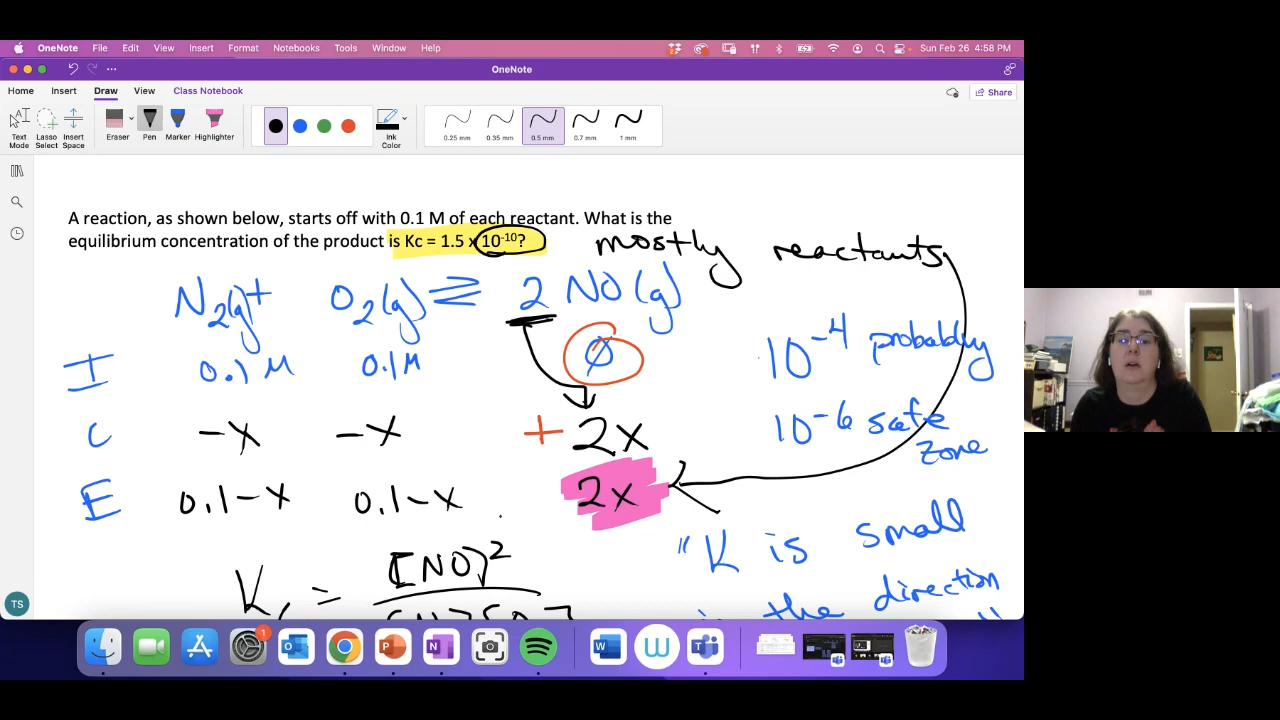 OneNote File Edit View Insert Format Notebooks Tools Window Help Sun Feb 26 4:58 PM
OneNote
Home Insert Draw View Class Notebook Share
Text Mode Lasso Select Insert Space Eraser Pen Marker Highlighter Ink Color 0.25 mm 0.35 mm 0.5 mm 0.7 mm 1 mm
A reaction, as shown below, starts off with 0.1 M of each reactant. What is the
equilibrium concentration of the product is Kc = 1.5 x 10⁻¹⁰?
mostly reactants
N₂(g) + O₂(g) ⇌ 2 NO (g)
I 0.1 M 0.1 M ∅
10⁻⁴ probably
C -x -x + 2x
10⁻⁶ safe zone
E 0.1-x 0.1-x 2x
"K is small
K = [NO]²
in the direction
TS
1
W P N W W T